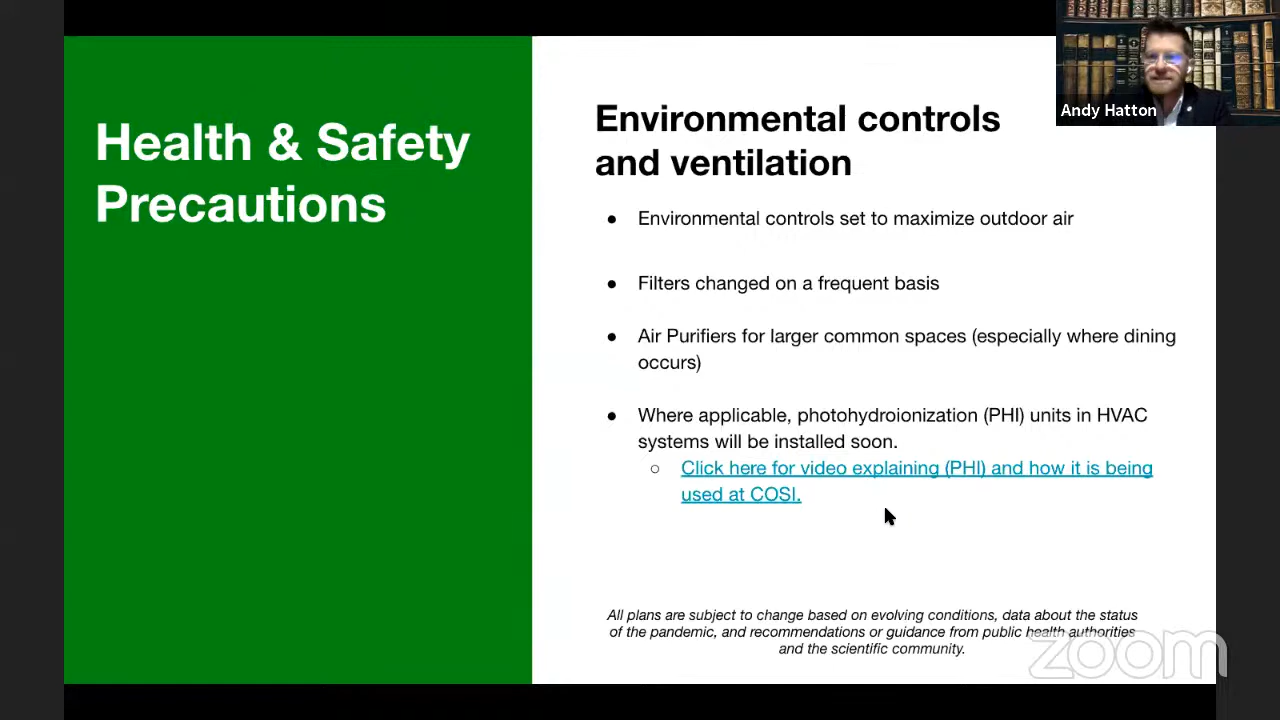 Health & Safety
Precautions
Environmental controls
and ventilation
● Environmental controls set to maximize outdoor air
● Filters changed on a frequent basis
● Air Purifiers for larger common spaces (especially where dining
occurs)
● Where applicable, photohydroionization (PHI) units in HVAC
systems will be installed soon.
○ Click here for video explaining (PHI) and how it is being
used at COSI.
All plans are subject to change based on evolving conditions, data about the status
of the pandemic, and recommendations or guidance from public health authorities
and the scientific community.
Andy Hatton
zoom